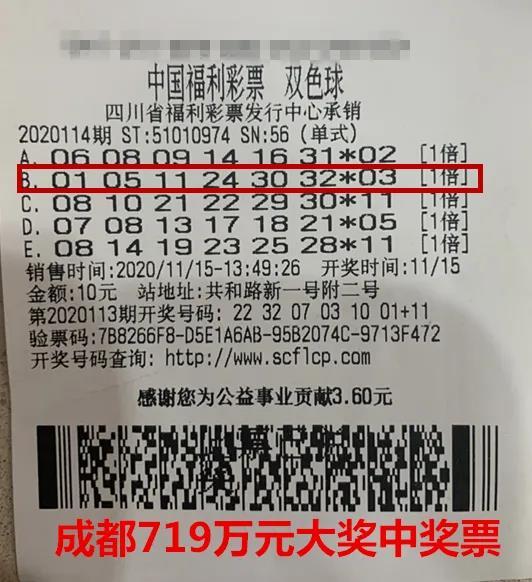 中国福利彩票 双色球
四川省福利彩票发行中心承销
2020114期 ST:51010974 SN:56 (单式)
A. 06 08 09 14 16 31*02 [1倍]
B. 01 05 11 24 30 32*03 [1倍]
C. 08 10 21 22 29 30*11 [1倍]
D. 07 08 13 17 18 21*05 [1倍]
E. 08 14 19 23 25 28*11 [1倍]
销售时间:2020/11/15-13:49:26 开奖时间:11/15
金额:10元 站地址:共和路新一号附二号
第2020113期开奖号码: 22 32 07 03 10 01+11
验票码:7B8266F8-D5E1A6AB-95B2074C-9713F472
开奖号码查询: http://www.scflcp.com
感谢您为公益事业贡献3.60元
成都719万元大奖中奖票